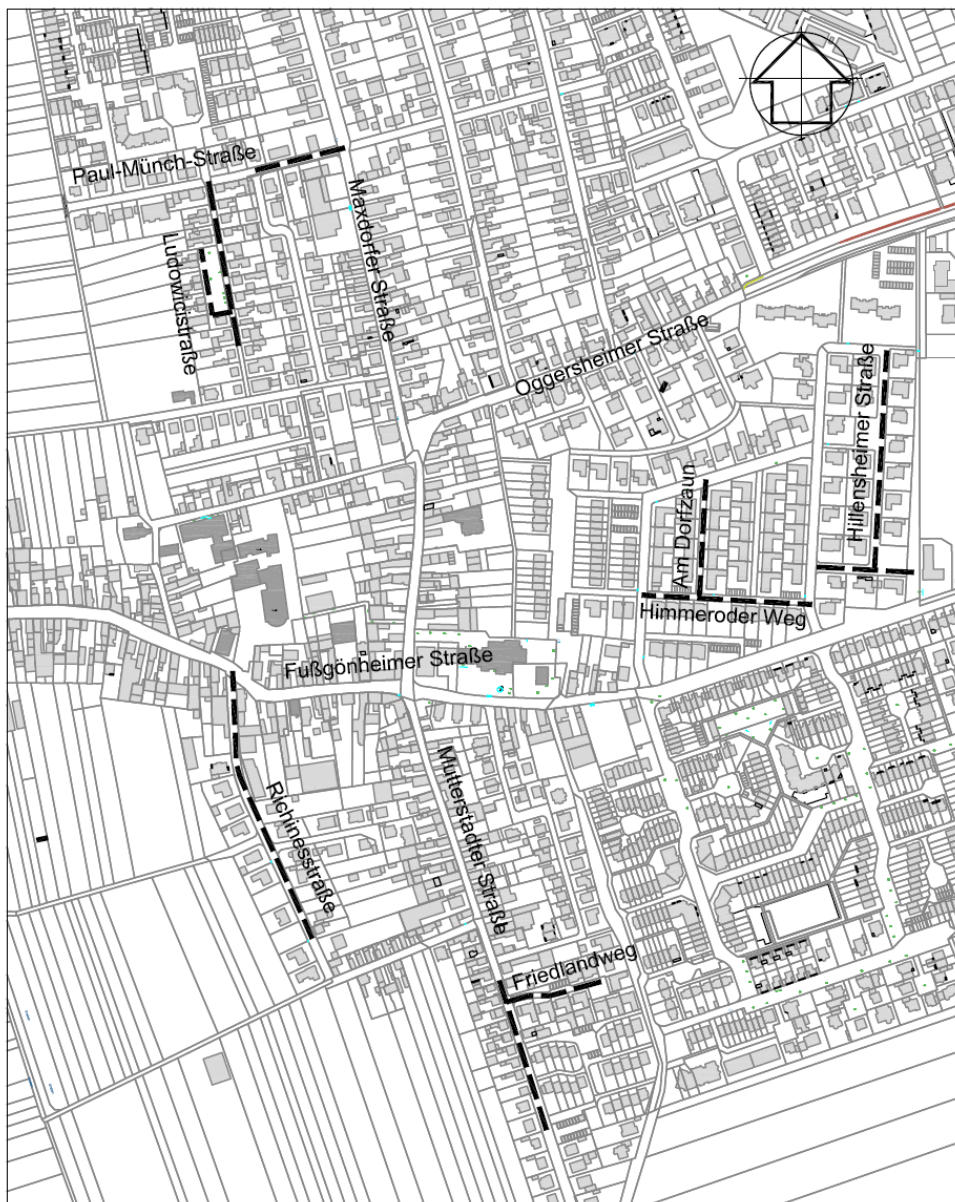 Paul-Münch-Straße
Maxdorfer Straße
Ludowicistraße
Oggersheimer Straße
Hillensheimer Straße
Am Dorfzaun
Himmeroder Weg
Fußgönheimer Straße
Richinesstraße
Mutterstadter Straße
Friedlandweg